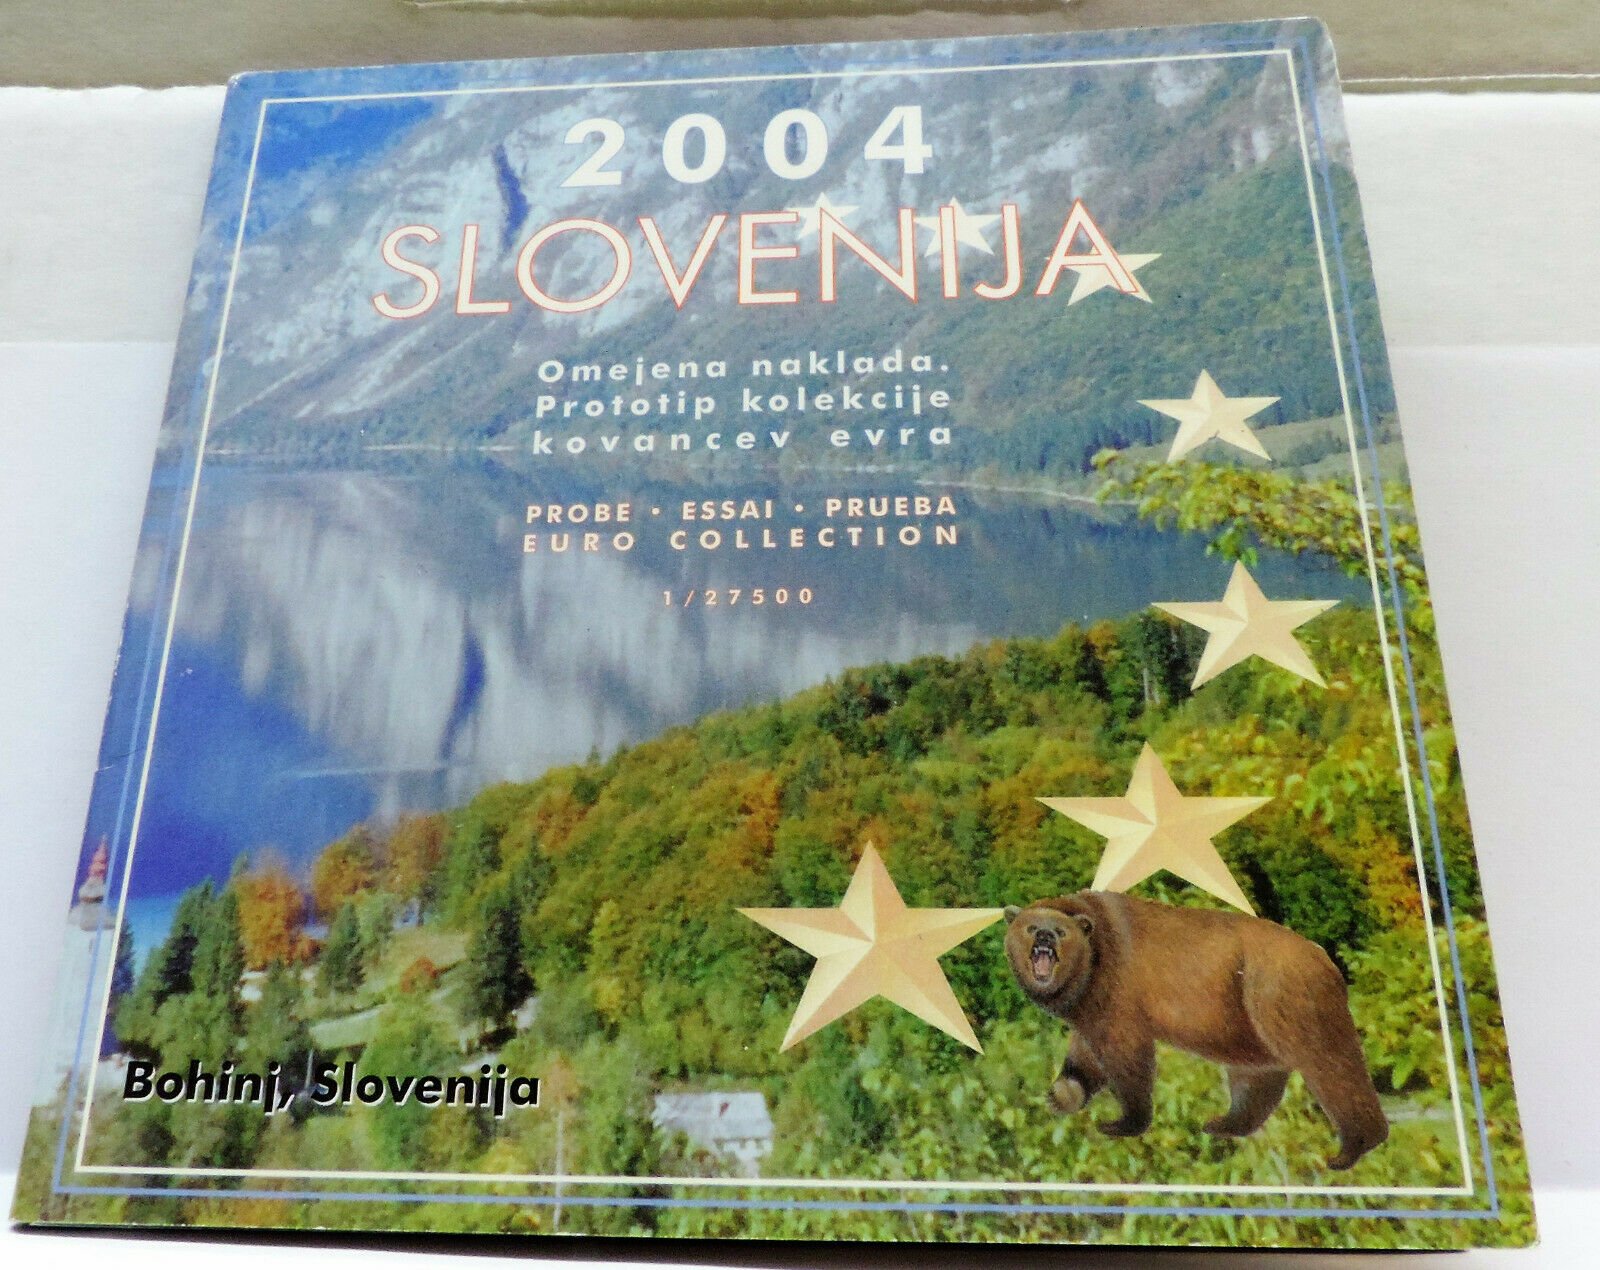 2004
SLOVENIJA
Omejena naklada.
Prototip kolekcije
kovancev evra
PROBE · ESSAI · PRUEBA
EURO COLLECTION
1/27500
Bohinj, Slovenija